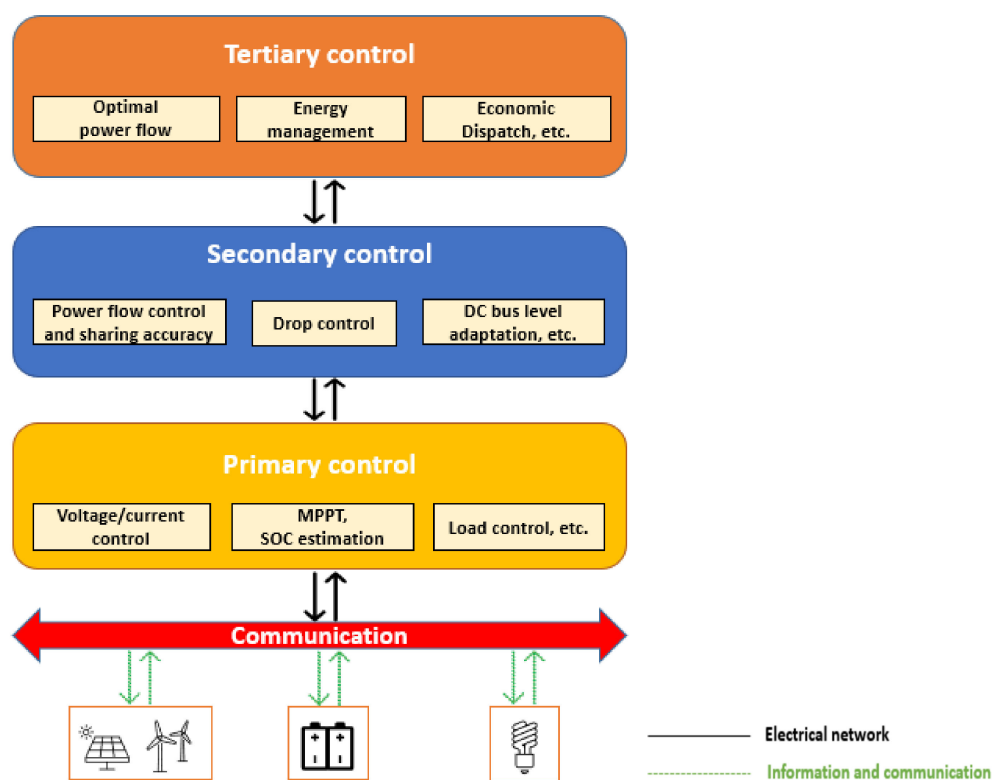 Tertiary control
Optimal
power flow
Energy
management
Economic
Dispatch, etc.
Secondary control
Power flow control
and sharing accuracy
Drop control
DC bus level
adaptation, etc.
Primary control
Voltage/current
control
MPPT,
SOC estimation
Load control, etc.
Communication
Electrical network
Information and communication